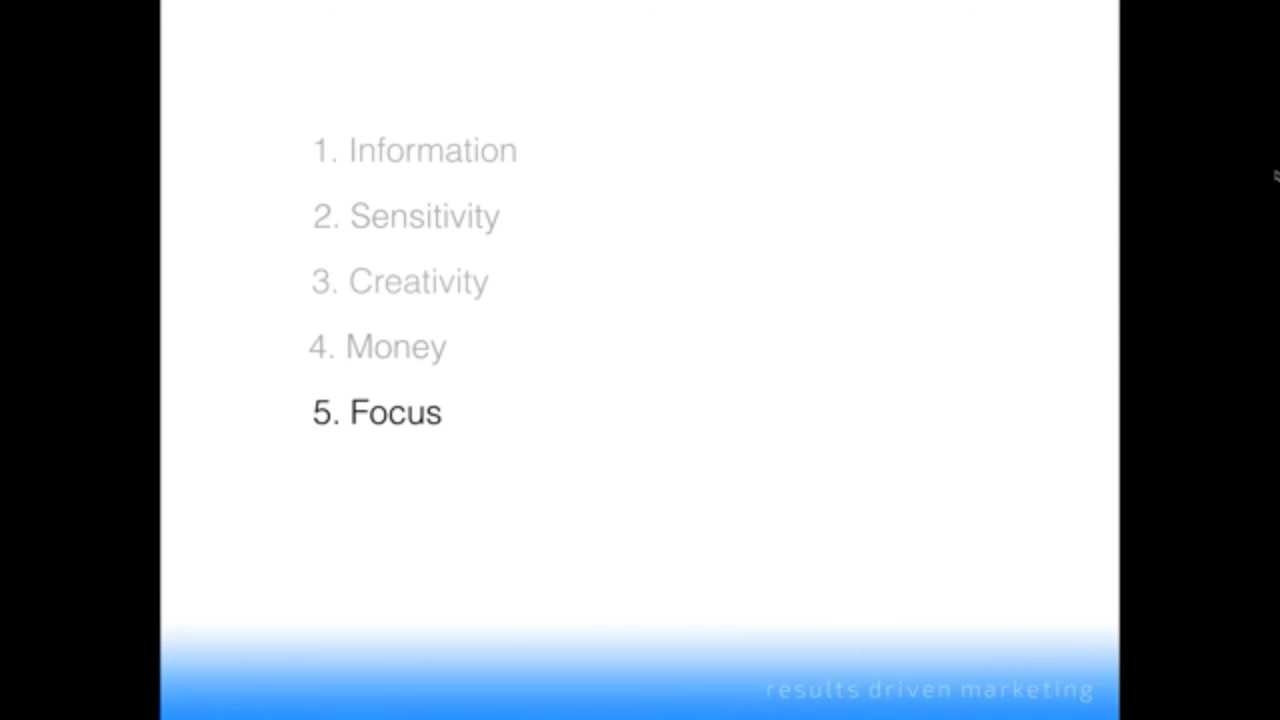 1. Information
2. Sensitivity
3. Creativity
4. Money
5. Focus
results driven marketing